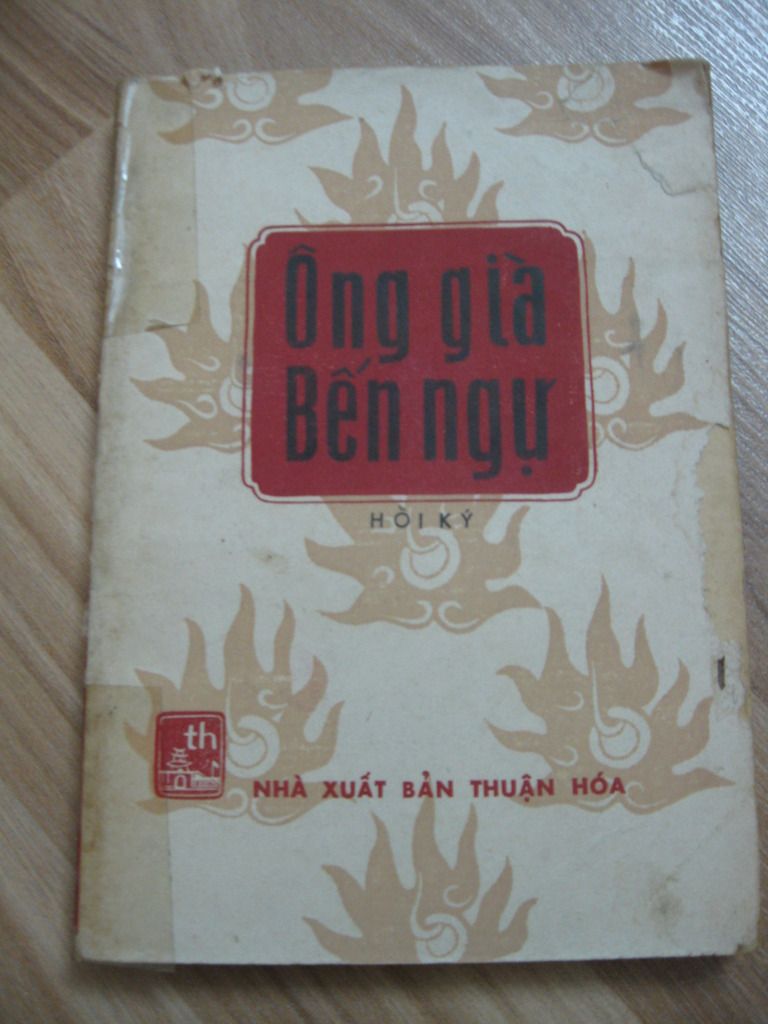 Ông già
Bến ngự
HỒI KÝ
th
NHÀ XUẤT BẢN THUẬN HÓA